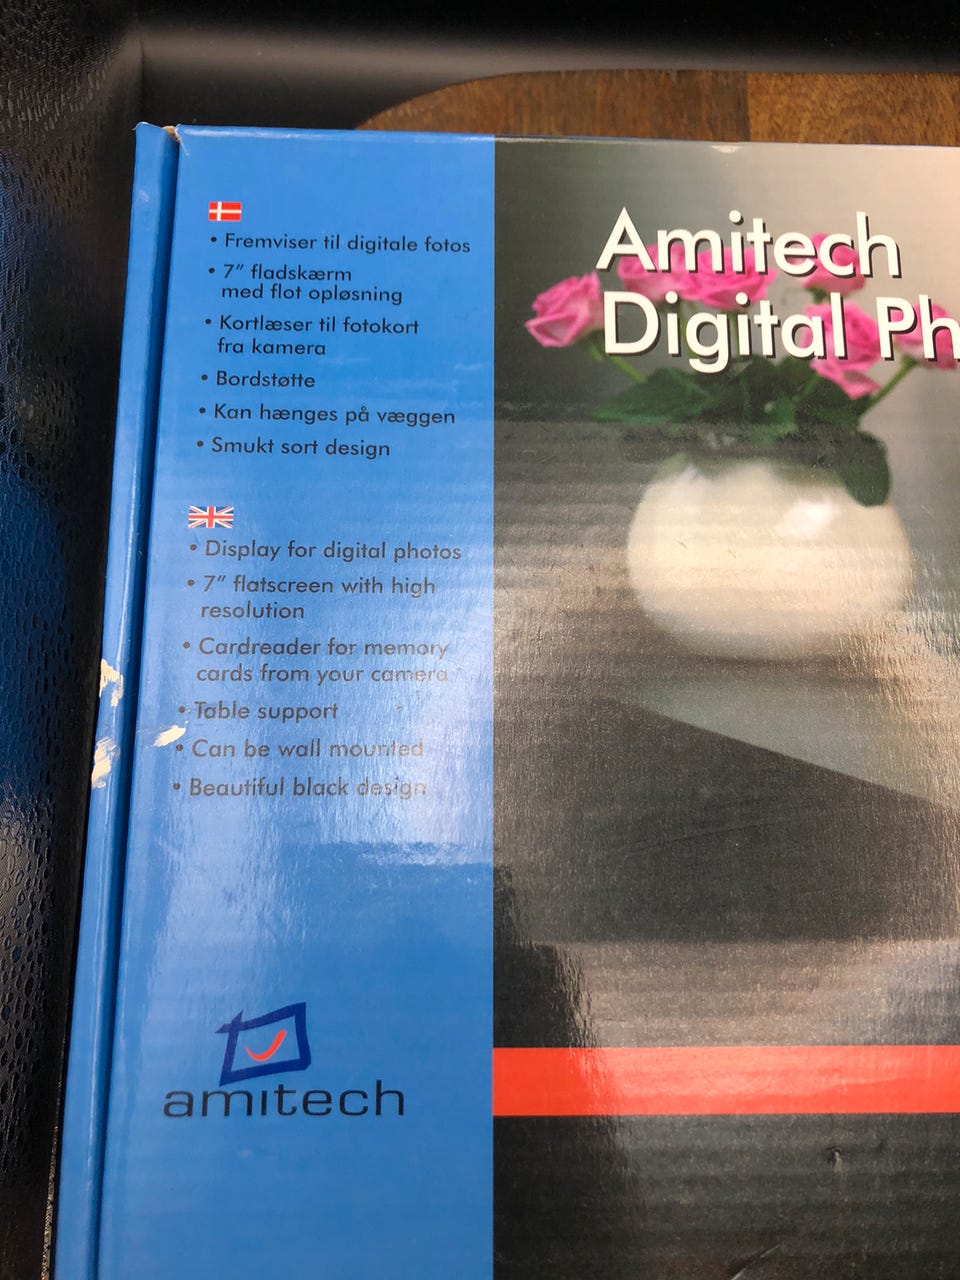 • Fremviser til digitale fotos
• 7” fladskærm
med flot opløsning
• Kortlæser til fotokort
fra kamera
• Bordstøtte
• Kan hænges på væggen
• Smukt sort design
• Display for digital photos
• 7” flatscreen with high
resolution
• Cardreader for memory
cards from your camera
• Table support
• Can be wall mounted
• Beautiful black design
amitech
Amitech
Digital Ph